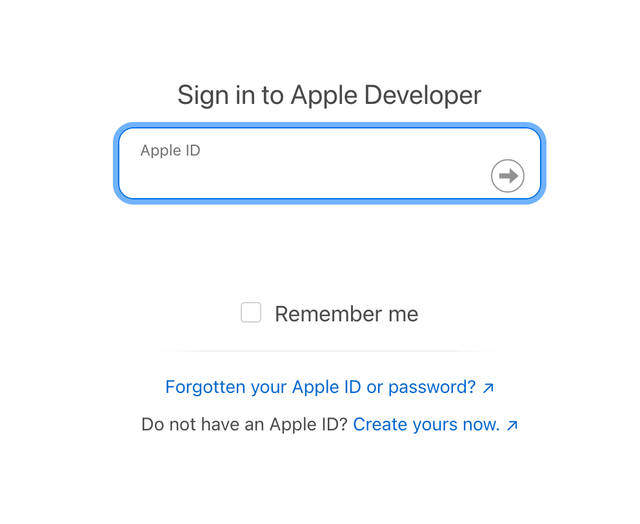 Sign in to Apple Developer
Apple ID
Remember me
Forgotten your Apple ID or password? ↗
Do not have an Apple ID? Create yours now. ↗